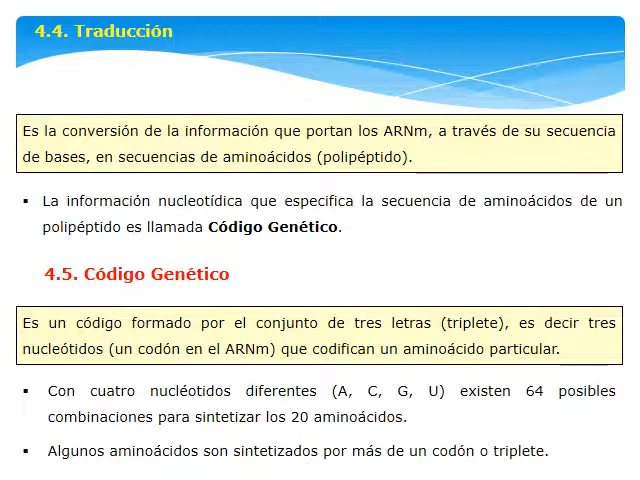 4.4. Traducción
Es la conversión de la información que portan los ARNm, a través de su secuencia
de bases, en secuencias de aminoácidos (polipéptido).
▪ La información nucleotídica que especifica la secuencia de aminoácidos de un
polipéptido es llamada Código Genético.
4.5. Código Genético
Es un código formado por el conjunto de tres letras (triplete), es decir tres
nucleótidos (un codón en el ARNm) que codifican un aminoácido particular.
▪ Con cuatro nucléotidos diferentes (A, C, G, U) existen 64 posibles
combinaciones para sintetizar los 20 aminoácidos.
▪ Algunos aminoácidos son sintetizados por más de un codón o triplete.